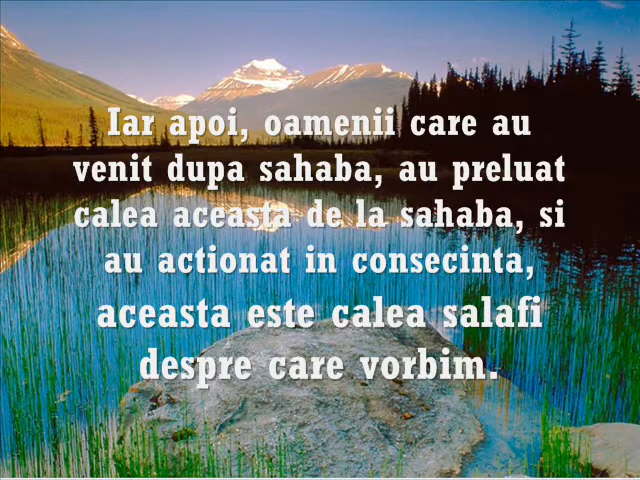 Iar apoi, oamenii care au
venit dupa sahaba, au preluat
calea aceasta de la sahaba, si
au actionat in consecinta,
aceasta este calea salafi
despre care vorbim.